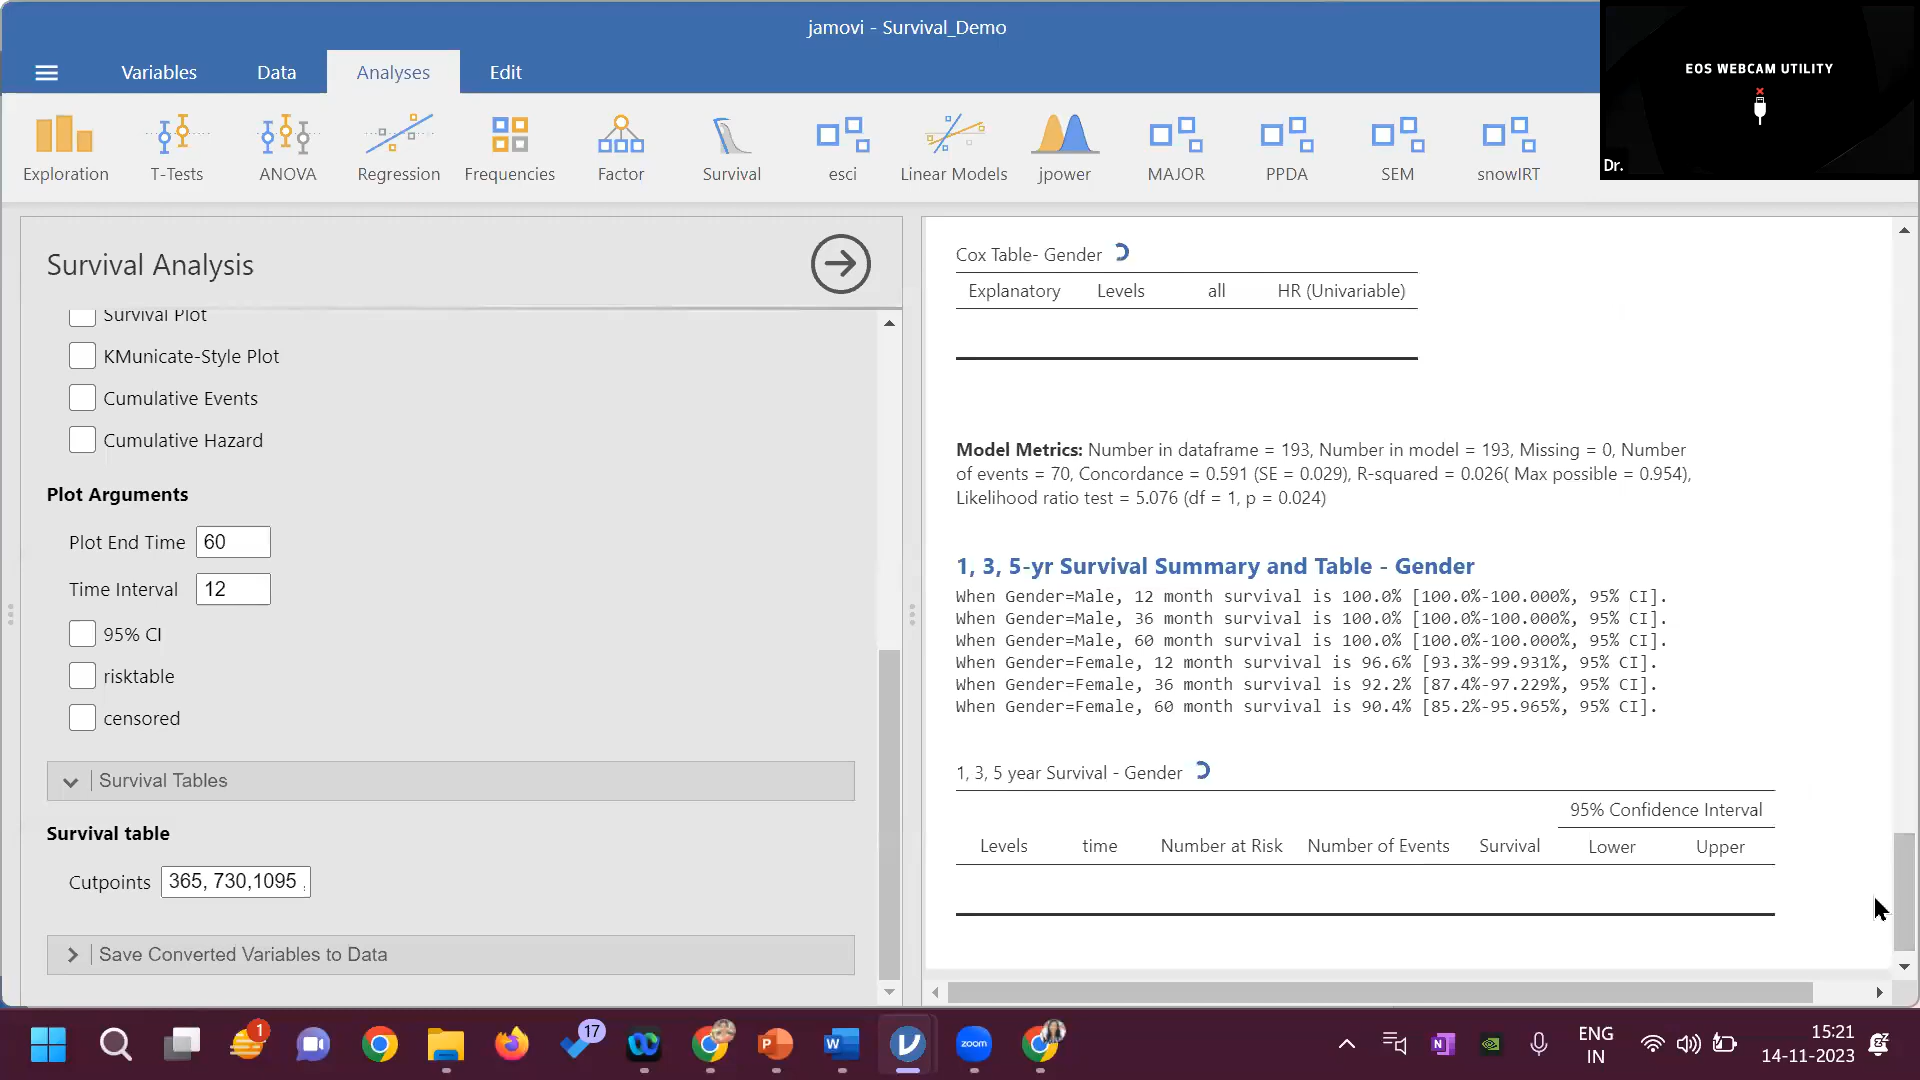 jamovi - Survival_Demo
EOS WEBCAM UTILITY
Dr.
Variables
Data
Analyses
Edit
Exploration
T-Tests
ANOVA
Regression
Frequencies
Factor
Survival
esci
Linear Models
jpower
MAJOR
PPDA
SEM
snowIRT
Survival Analysis
Survival Plot
KMunicate-Style Plot
Cumulative Events
Cumulative Hazard
Plot Arguments
Plot End Time 60
Time Interval 12
95% CI
risktable
censored
Survival Tables
Survival table
Cutpoints 365, 730,1095
Save Converted Variables to Data
Cox Table- Gender
Explanatory Levels all HR (Univariable)
Model Metrics: Number in dataframe = 193, Number in model = 193, Missing = 0, Number
of events = 70, Concordance = 0.591 (SE = 0.029), R-squared = 0.026( Max possible = 0.954),
Likelihood ratio test = 5.076 (df = 1, p = 0.024)
1, 3, 5-yr Survival Summary and Table - Gender
When Gender=Male, 12 month survival is 100.0% [100.0%-100.000%, 95% CI].
When Gender=Male, 36 month survival is 100.0% [100.0%-100.000%, 95% CI].
When Gender=Male, 60 month survival is 100.0% [100.0%-100.000%, 95% CI].
When Gender=Female, 12 month survival is 96.6% [93.3%-99.931%, 95% CI].
When Gender=Female, 36 month survival is 92.2% [87.4%-97.229%, 95% CI].
When Gender=Female, 60 month survival is 90.4% [85.2%-95.965%, 95% CI].
1, 3, 5 year Survival - Gender
95% Confidence Interval
Levels time Number at Risk Number of Events Survival Lower Upper
1
17
W
zoom
N
ENG
IN
15:21
14-11-2023